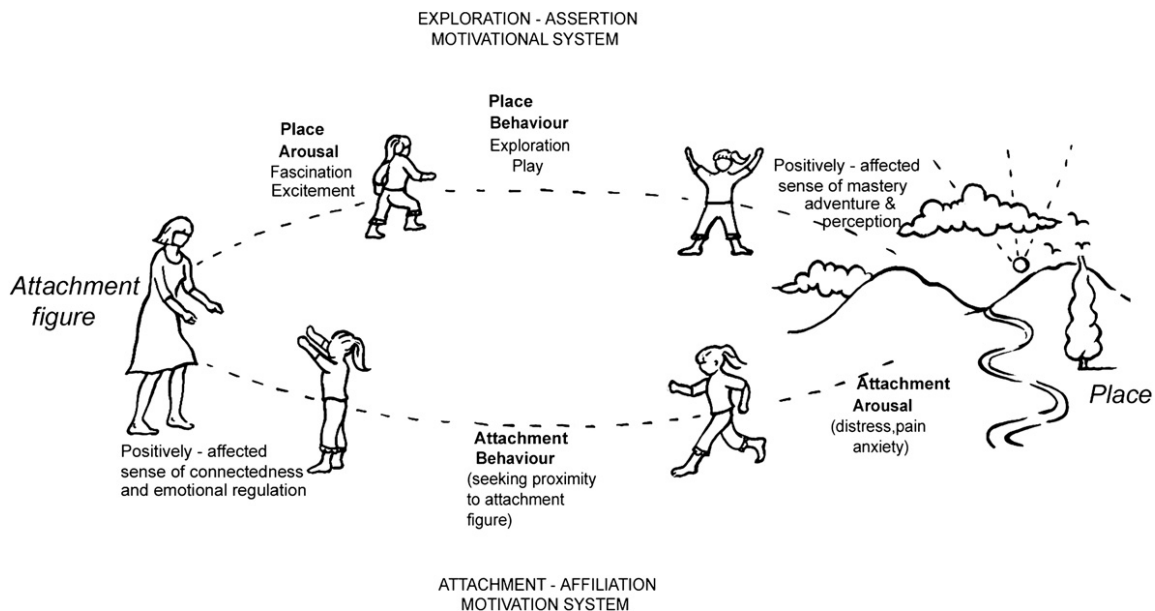 EXPLORATION - ASSERTION
MOTIVATIONAL SYSTEM
Place
Arousal
Fascination
Excitement
Place
Behaviour
Exploration
Play
Positively - affected
sense of mastery
adventure &
perception
Attachment
figure
Place
Attachment
Arousal
(distress,pain
anxiety)
Attachment
Behaviour
(seeking proximity
to attachment
figure)
Positively - affected
sense of connectedness
and emotional regulation
ATTACHMENT - AFFILIATION
MOTIVATION SYSTEM